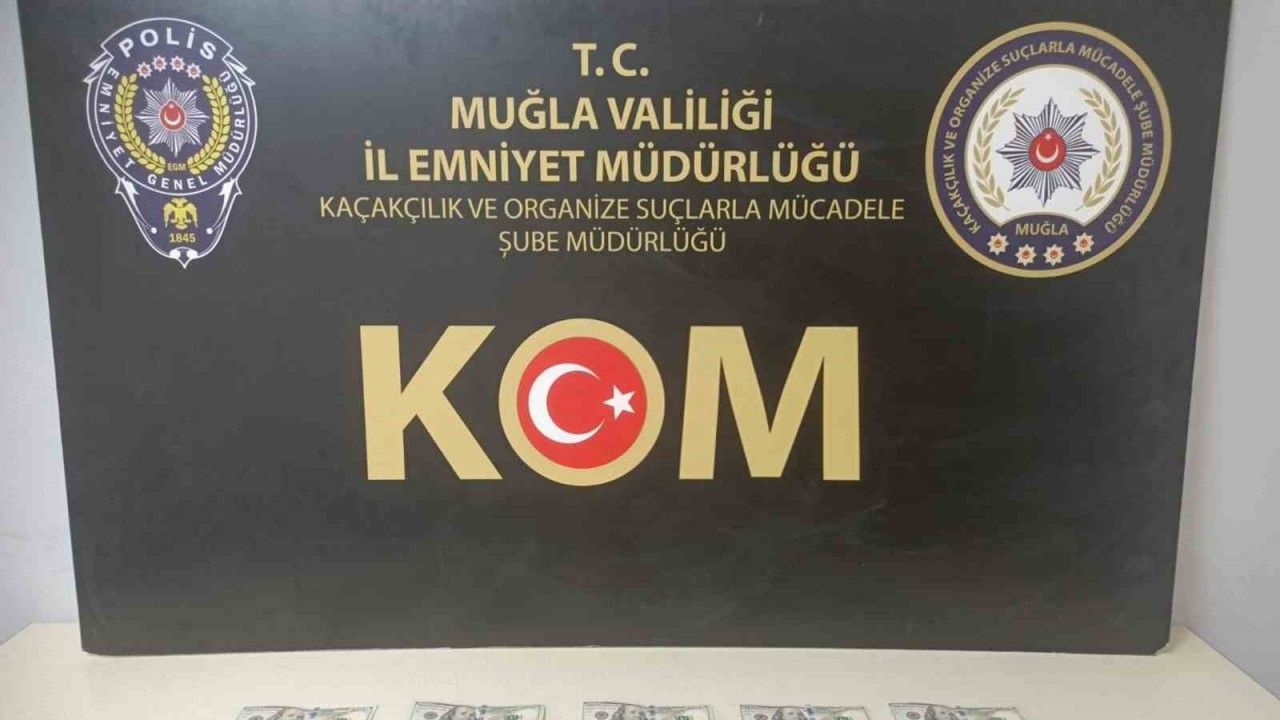 POLİS
EMNİYET GENEL MÜDÜRLÜĞÜ
EGM
1845
T. C.
MUĞLA VALİLİĞİ
İL EMNİYET MÜDÜRLÜĞÜ
KAÇAKÇILIK VE ORGANİZE SUÇLARLA MÜCADELE
ŞUBE MÜDÜRLÜĞÜ
KAÇAKÇILIK VE ORGANİZE SUÇLARLA MÜCADELE ŞUBE MÜDÜRLÜĞÜ
MUĞLA
KOM